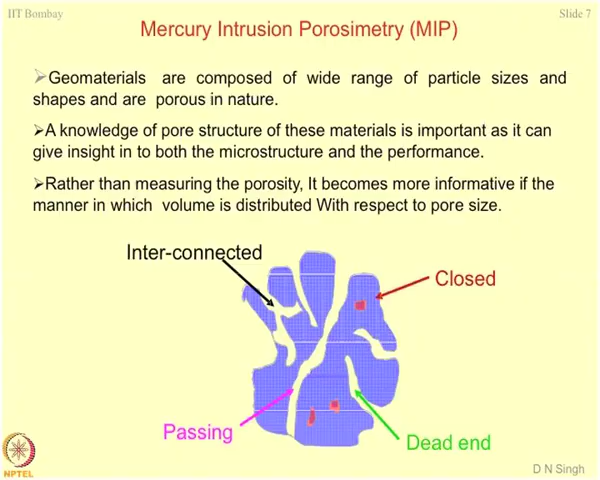 IIT Bombay
Slide 7
Mercury Intrusion Porosimetry (MIP)
➢Geomaterials are composed of wide range of particle sizes and
shapes and are porous in nature.
➢A knowledge of pore structure of these materials is important as it can
give insight in to both the microstructure and the performance.
➢Rather than measuring the porosity, It becomes more informative if the
manner in which volume is distributed With respect to pore size.
Inter-connected
Closed
Passing
Dead end
NPTEL
D N Singh